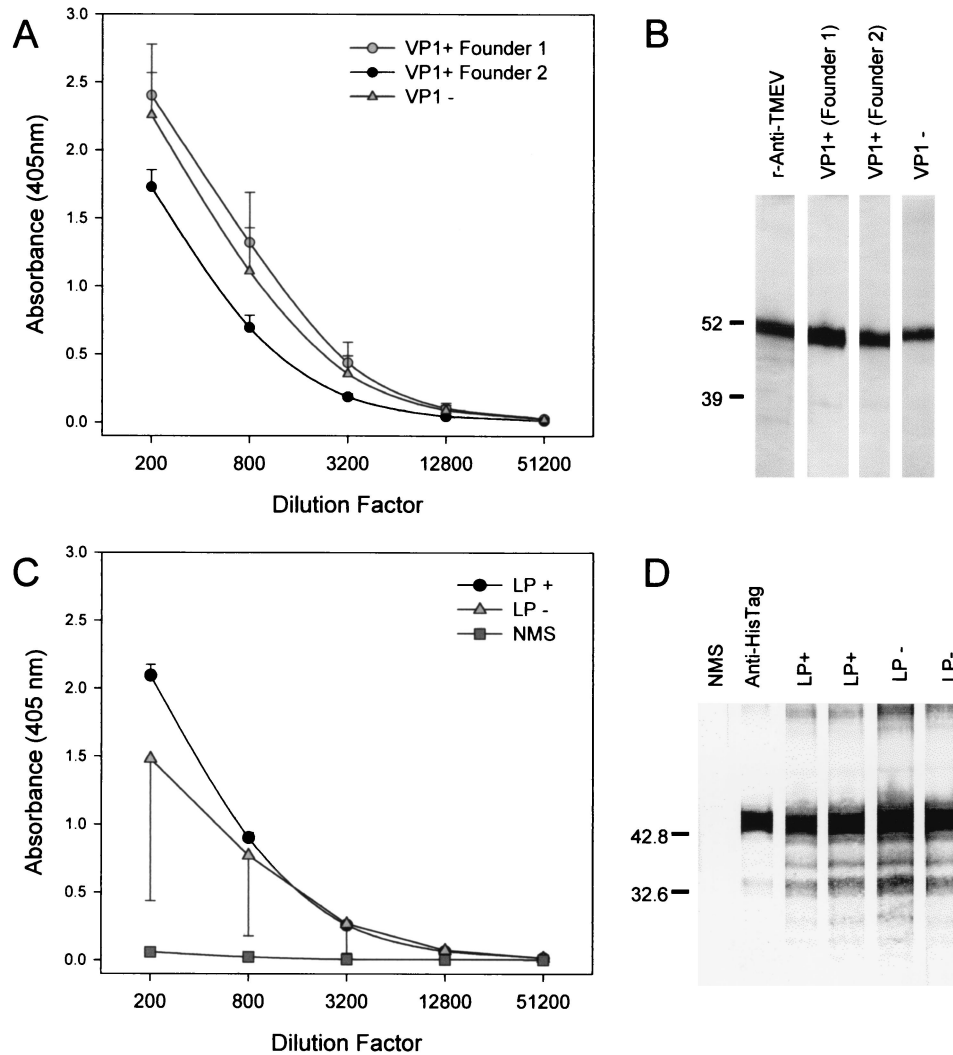 A
3.0
2.5
2.0
1.5
1.0
0.5
0.0
Absorbance (405nm)
VP1+ Founder 1
VP1+ Founder 2
VP1 -
200 800 3200 12800 51200
Dilution Factor
B
r-Anti-TMEV
VP1+ (Founder 1)
VP1+ (Founder 2)
VP1 -
52
39
C
3.0
2.5
2.0
1.5
1.0
0.5
0.0
Absorbance (405 nm)
LP +
LP -
NMS
200 800 3200 12800 51200
Dilution Factor
D
NMS
Anti-HisTag
LP+
LP+
LP -
LP-
42.8
32.6